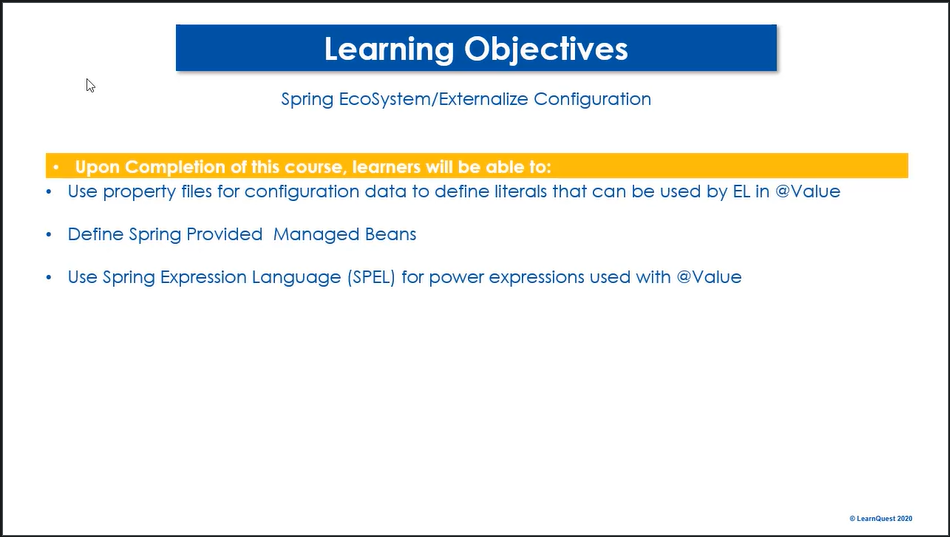 Learning Objectives
Spring EcoSystem/Externalize Configuration
• Upon Completion of this course, learners will be able to:
• Use property files for configuration data to define literals that can be used by EL in @Value
• Define Spring Provided  Managed Beans
• Use Spring Expression Language (SPEL) for power expressions used with @Value
© LearnQuest 2020